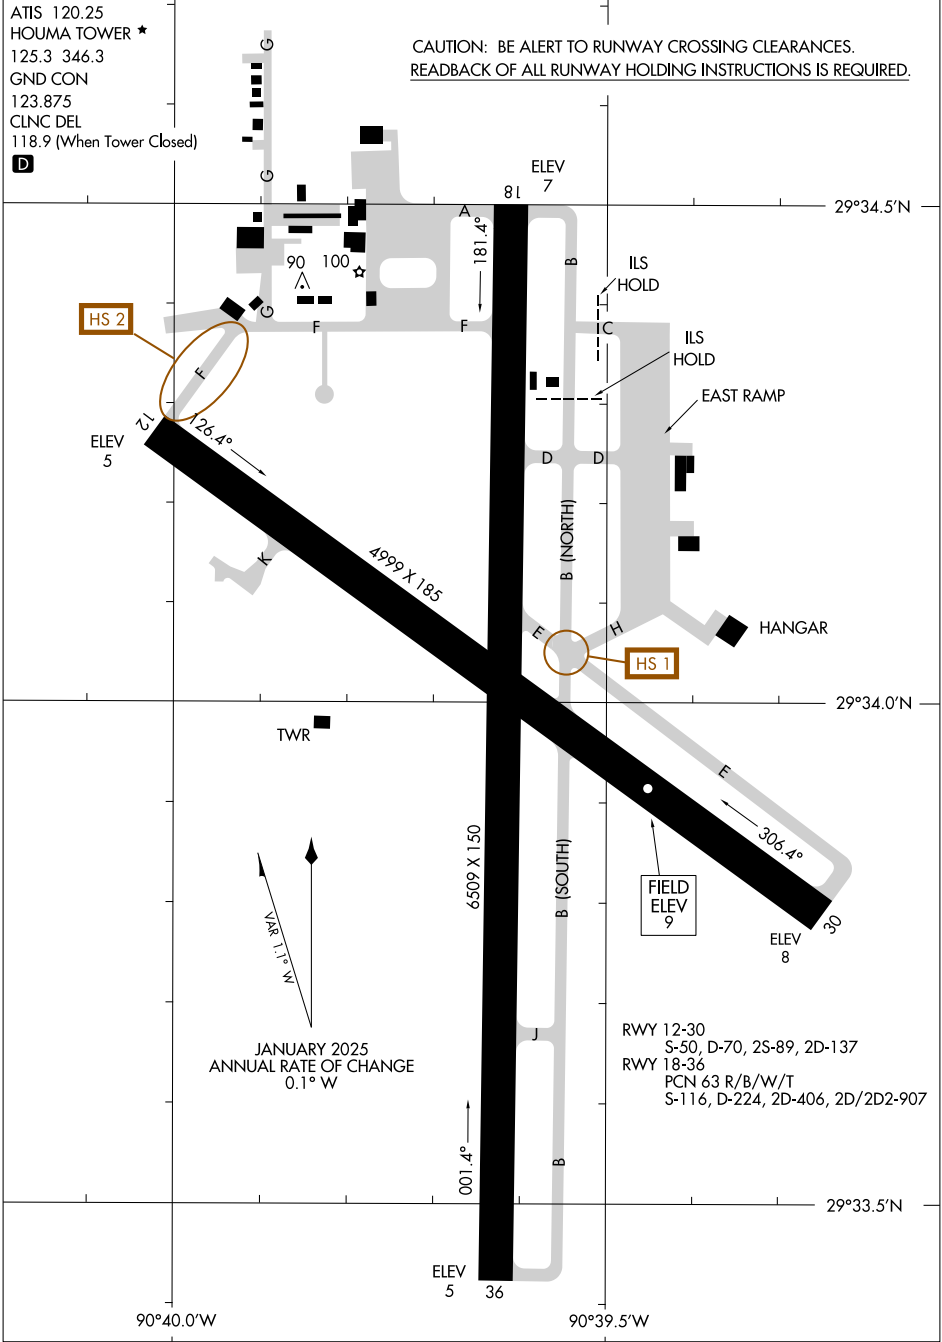 ATIS 120.25
HOUMA TOWER ★
125.3 346.3
GND CON
123.875
CLNC DEL
118.9 (When Tower Closed)
D
CAUTION: BE ALERT TO RUNWAY CROSSING CLEARANCES.
READBACK OF ALL RUNWAY HOLDING INSTRUCTIONS IS REQUIRED.
G
G
ELEV
7
18
29°34.5'N
A
181.4°
B
90
100
ILS
HOLD
G
HS 2
F
F
C
ILS
HOLD
F
EAST RAMP
12
126.4°
ELEV
5
D
D
B (NORTH)
K
4999 X 185
E
H
HANGAR
HS 1
29°34.0'N
TWR
E
306.4°
6509 X 150
B (SOUTH)
FIELD
ELEV
9
30
ELEV
8
VAR 1.1° W
JANUARY 2025
ANNUAL RATE OF CHANGE
0.1° W
J
RWY 12-30
S-50, D-70, 2S-89, 2D-137
RWY 18-36
PCN 63 R/B/W/T
S-116, D-224, 2D-406, 2D/2D2-907
001.4°
B
29°33.5'N
ELEV
5
36
90°40.0'W
90°39.5'W